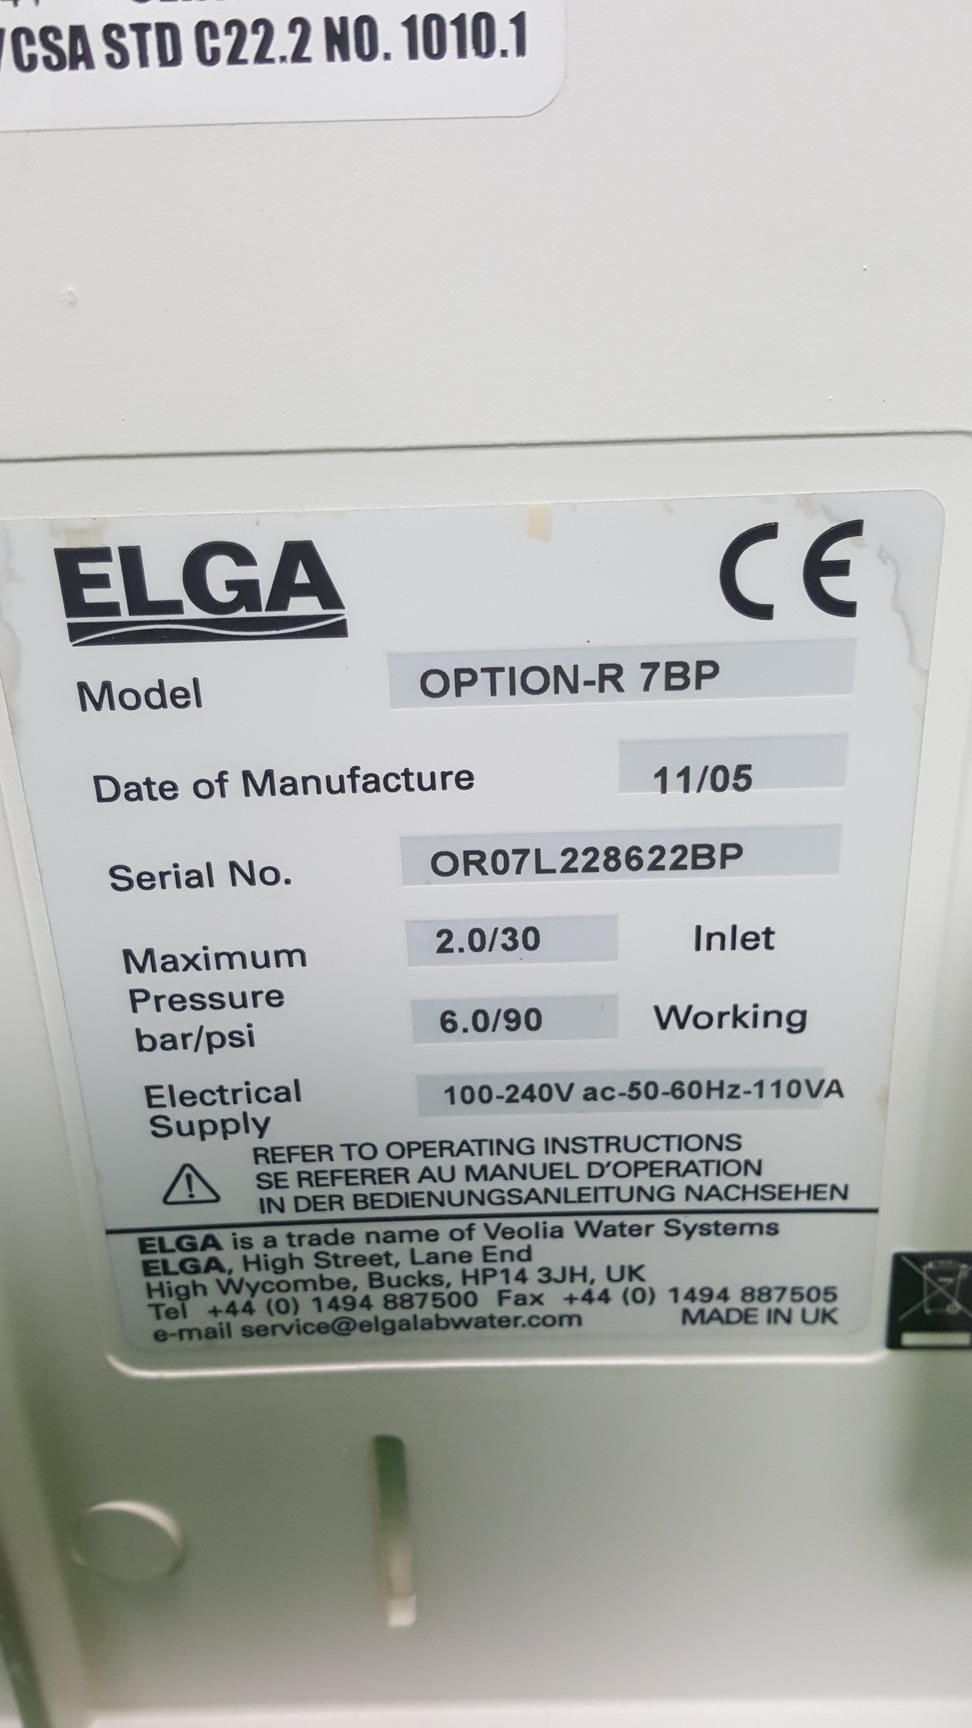 /CSA STD C22.2 NO. 1010.1
ELGA
CE
Model OPTION-R 7BP
Date of Manufacture 11/05
Serial No. OR07L228622BP
Maximum 2.0/30 Inlet
Pressure
bar/psi 6.0/90 Working
Electrical 100-240V ac-50-60Hz-110VA
Supply
REFER TO OPERATING INSTRUCTIONS
SE REFERER AU MANUEL D'OPERATION
IN DER BEDIENUNGSANLEITUNG NACHSEHEN
ELGA is a trade name of Veolia Water Systems
ELGA, High Street, Lane End
High Wycombe, Bucks, HP14 3JH, UK
Tel +44 (0) 1494 887500 Fax +44 (0) 1494 887505
e-mail service@elgalabwater.com MADE IN UK